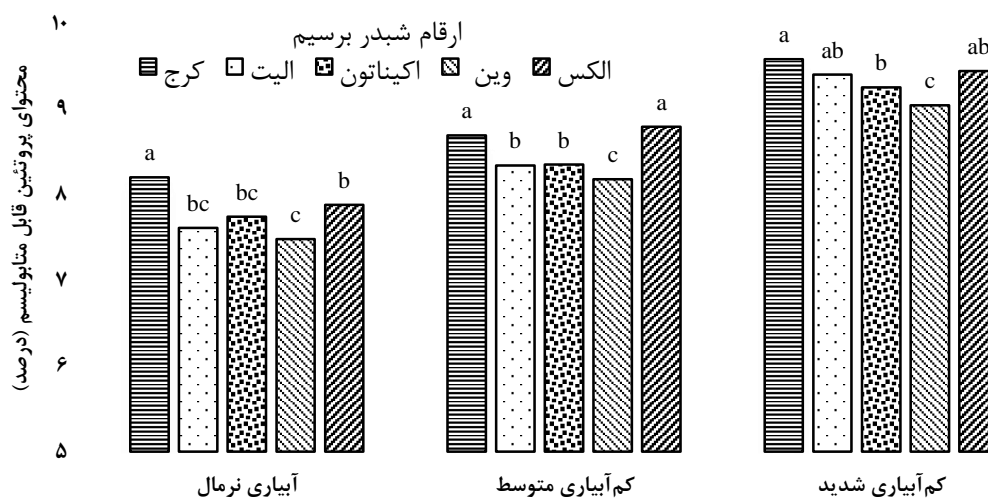 ارقام شبدر برسیم
کرج الیت اکیناتون وین الکس
محتوای پروتئین قابل متابولیسم (درصد)
۱۰
۹
۸
۷
۶
۵
a bc bc c b
a b b c a
a ab b c ab
آبیاری نرمال کم‌آبیاری متوسط کم‌آبیاری شدید